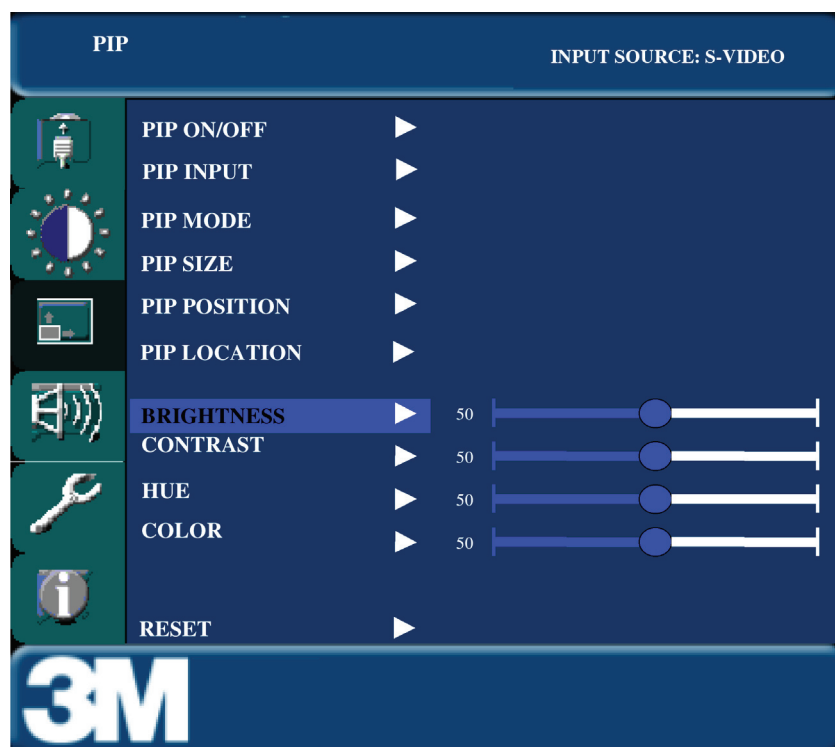 PIP
INPUT SOURCE: S-VIDEO
PIP ON/OFF
PIP INPUT
PIP MODE
PIP SIZE
PIP POSITION
PIP LOCATION
BRIGHTNESS 50
CONTRAST 50
HUE 50
COLOR 50
RESET
3M